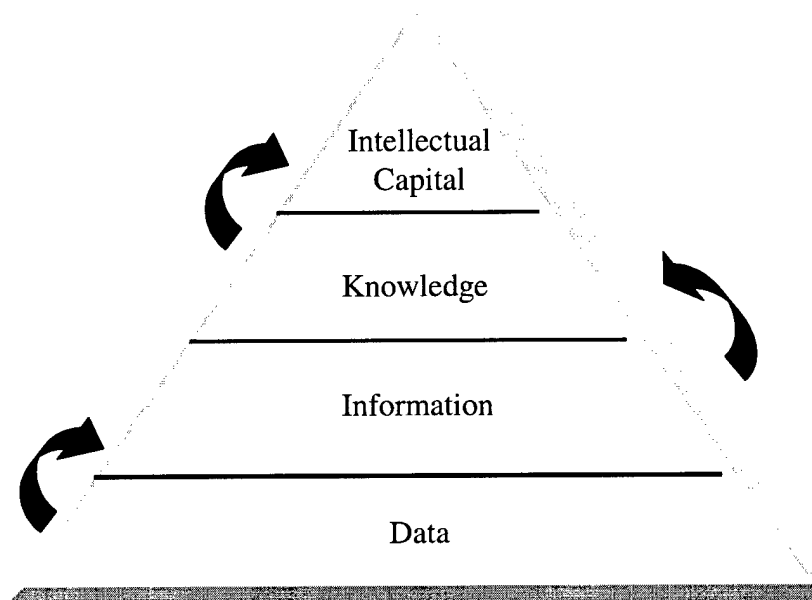 Intellectual
Capital
Knowledge
Information
Data